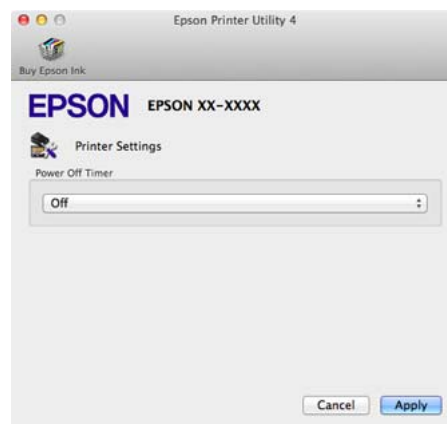 Epson Printer Utility 4
Buy Epson Ink
EPSON EPSON XX-XXXX
Printer Settings
Power Off Timer
Off
Cancel Apply